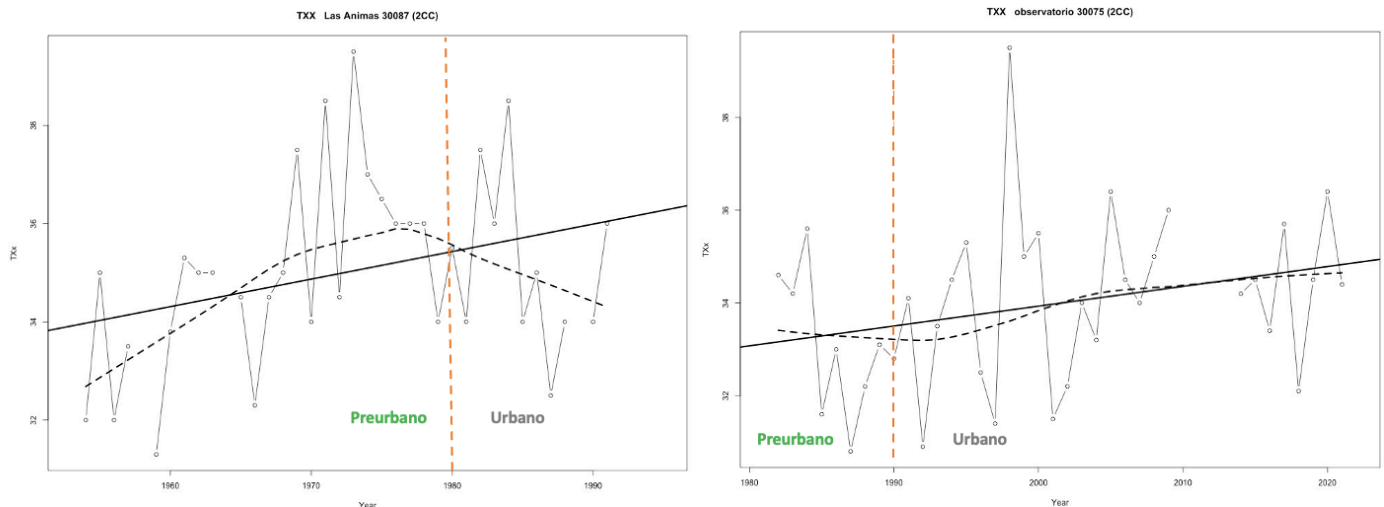 TXX Las Animas 30087 (2CC)
TXx
38
36
34
32
Preurbano
Urbano
1960
1970
1980
1990
Year
TXX observatorio 30075 (2CC)
TXx
38
36
34
32
Preurbano
Urbano
1980
1990
2000
2010
2020
Year